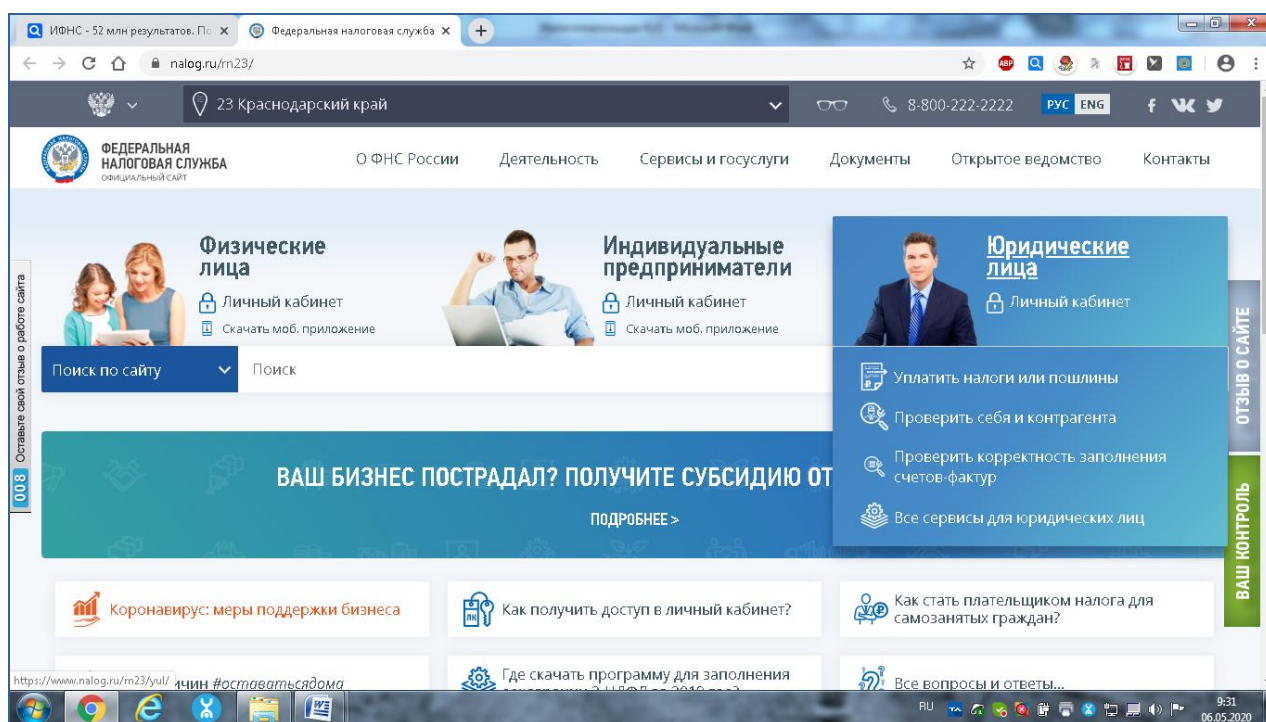 ИФНС - 52 млн результатов. По
Федеральная налоговая служба
nalog.ru/rn23/
ABP
23 Краснодарский край
8-800-222-2222
РУС ENG
ФЕДЕРАЛЬНАЯ
НАЛОГОВАЯ СЛУЖБА
ОФИЦИАЛЬНЫЙ САЙТ
О ФНС России
Деятельность
Сервисы и госуслуги
Документы
Открытое ведомство
Контакты
Физические
лица
Личный кабинет
Скачать моб. приложение
Индивидуальные
предприниматели
Личный кабинет
Скачать моб. приложение
Юридические
лица
Личный кабинет
Уплатить налоги или пошлины
Проверить себя и контрагента
Проверить корректность заполнения
счетов-фактур
Все сервисы для юридических лиц
Поиск по сайту
Поиск
800 Оставьте свой отзыв о работе сайта
ОТЗЫВ О САЙТЕ
ВАШ КОНТРОЛЬ
ВАШ БИЗНЕС ПОСТРАДАЛ? ПОЛУЧИТЕ СУБСИДИЮ ОТ
ПОДРОБНЕЕ >
Коронавирус: меры поддержки бизнеса
Как получить доступ в личный кабинет?
Как стать плательщиком налога для
самозанятых граждан?
чин #оставатьсядома
Где скачать программу для заполнения
Все вопросы и ответы...
https://www.nalog.ru/rn23/yul/
RU
9:31
06.05.2020